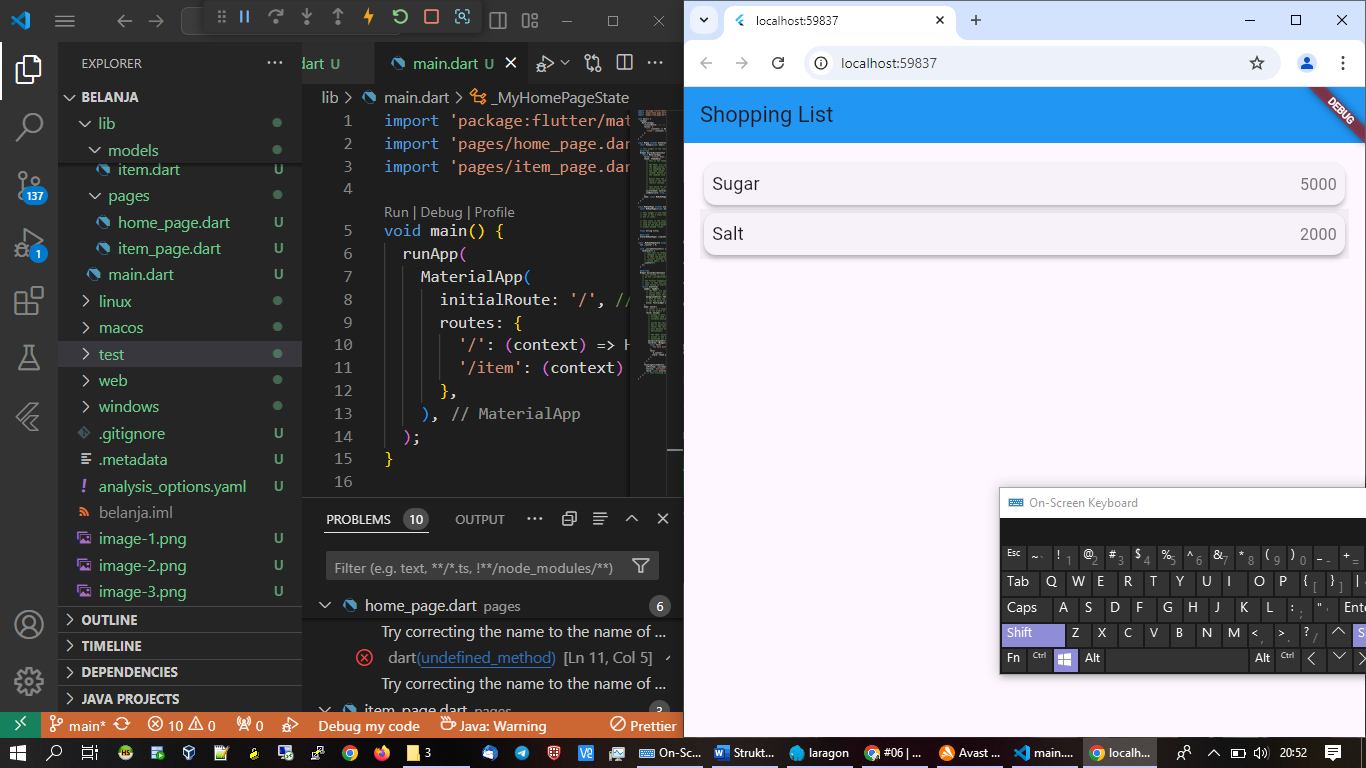 EXPLORER
BELANJA
lib
models
item.dart U
pages
home_page.dart U
item_page.dart U
main.dart U
linux
macos
test
web
windows
.gitignore U
.metadata U
analysis_options.yaml U
belanja.iml
image-1.png U
image-2.png U
image-3.png U
OUTLINE
TIMELINE
DEPENDENCIES
JAVA PROJECTS
137
1
dart U
main.dart U
lib > main.dart > _MyHomePageState
1 import 'package:flutter/mat
2 import 'pages/home_page.dar
3 import 'pages/item_page.dar
4
Run | Debug | Profile
5 void main() {
6 runApp(
7 MaterialApp(
8 initialRoute: '/', //
9 routes: {
10 '/': (context) => H
11 '/item': (context)
12 },
13 ), // MaterialApp
14 );
15 }
16
PROBLEMS 10 OUTPUT
Filter (e.g. text, **/*.ts, !**/node_modules/**)
home_page.dart pages 6
Try correcting the name to the name of ...
dart(undefined_method) [Ln 11, Col 5]
Try correcting the name to the name of ...
item_page.dart pages 3
main* 10 0 0 Debug my code Java: Warning Prettier
localhost:59837
localhost:59837
Shopping List
DEBUG
Sugar 5000
Salt 2000
On-Screen Keyboard
Esc ~ ` ! 1 @ 2 # 3 $ 4 % 5 ^ 6 & 7 * 8 ( 9 ) 0 _ - + =
Tab Q W E R T Y U I O P { [ } ] |
Caps A S D F G H J K L : ; " ' Ente
Shift Z X C V B N M < , > . ? / S
Fn Ctrl Alt Alt Ctrl
3 On-Sc... Strukt... laragon #06 | ... Avast ... main.... localh... 20:52